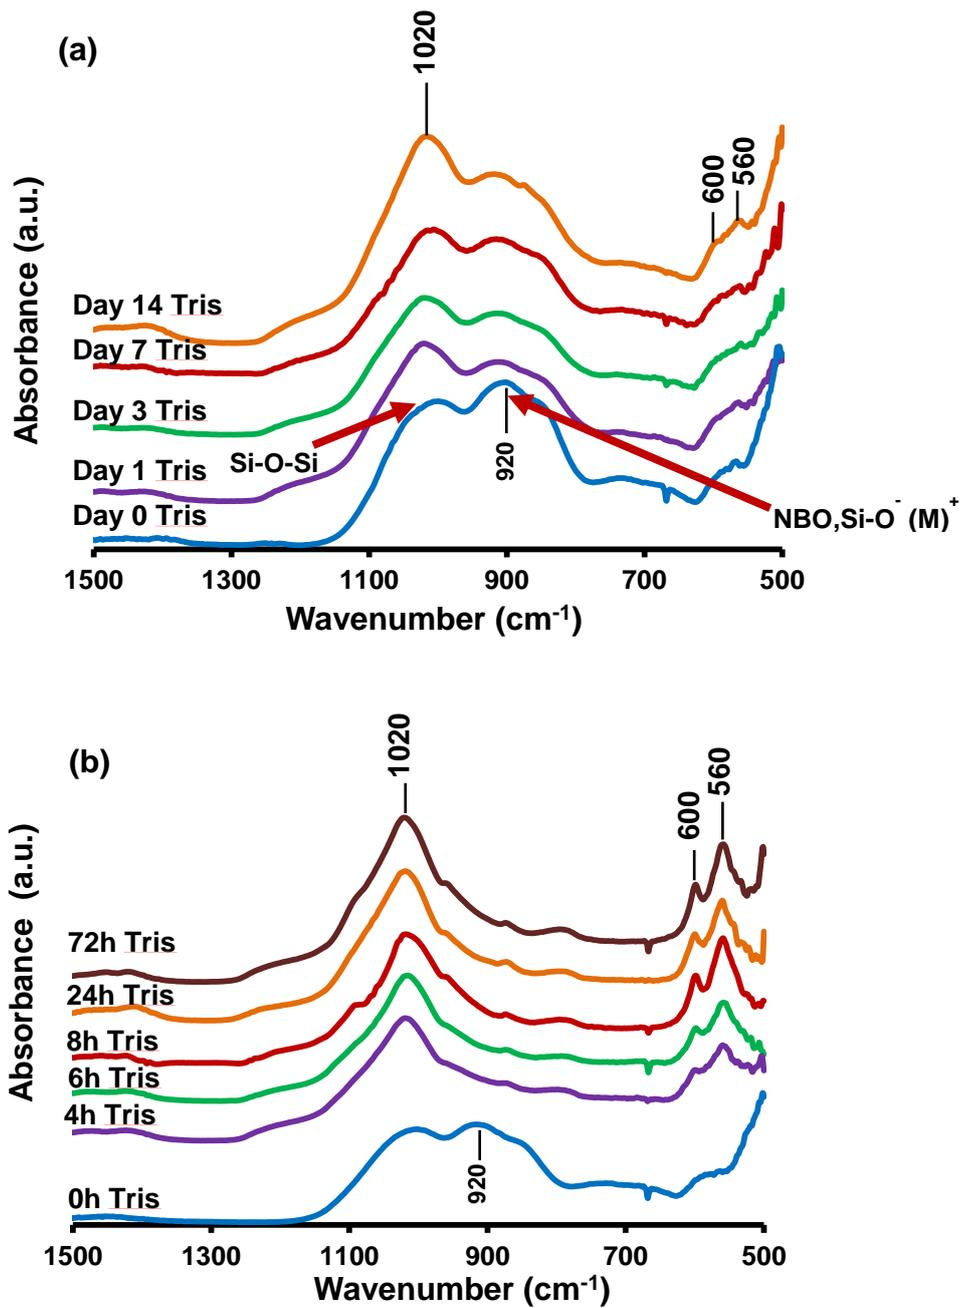 (a)
1020
600
560
Absorbance (a.u.)
Day 14 Tris
Day 7 Tris
Day 3 Tris
Si-O-Si
Day 1 Tris
920
Day 0 Tris
NBO,Si-O⁻ (M)⁺
1500 1300 1100 900 700 500
Wavenumber (cm⁻¹)
(b)
1020
600
560
Absorbance (a.u.)
72h Tris
24h Tris
8h Tris
6h Tris
4h Tris
920
0h Tris
1500 1300 1100 900 700 500
Wavenumber (cm⁻¹)